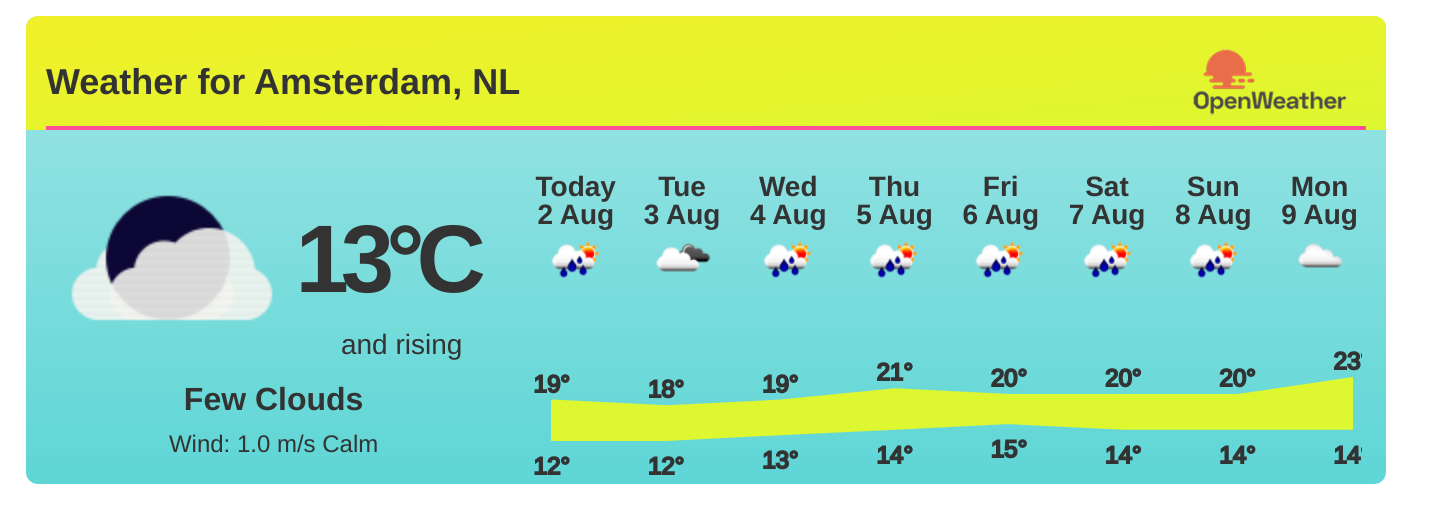 Weather for Amsterdam, NL
OpenWeather
13°C
and rising
Few Clouds
Wind: 1.0 m/s Calm
Today Tue Wed Thu Fri Sat Sun Mon
2 Aug 3 Aug 4 Aug 5 Aug 6 Aug 7 Aug 8 Aug 9 Aug
19° 18° 19° 21° 20° 20° 20° 23°
12° 12° 13° 14° 15° 14° 14° 14°